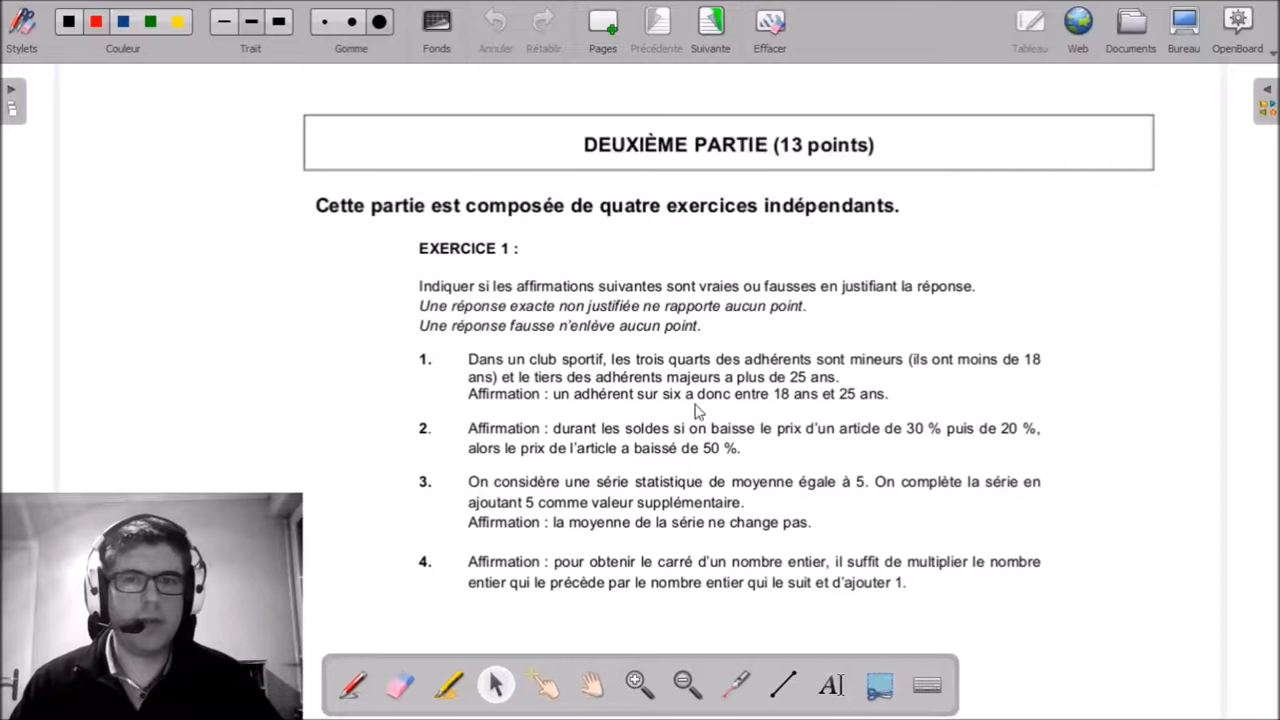 Stylets
Couleur
Trait
Gomme
Fonds
Annuler
Rétablir
Pages
Précédente
Suivante
Effacer
Tableau
Web
Documents
Bureau
OpenBoard
DEUXIÈME PARTIE (13 points)
Cette partie est composée de quatre exercices indépendants.
EXERCICE 1 :
Indiquer si les affirmations suivantes sont vraies ou fausses en justifiant la réponse.
Une réponse exacte non justifiée ne rapporte aucun point.
Une réponse fausse n'enlève aucun point.
1. Dans un club sportif, les trois quarts des adhérents sont mineurs (ils ont moins de 18
ans) et le tiers des adhérents majeurs a plus de 25 ans.
Affirmation : un adhérent sur six a donc entre 18 ans et 25 ans.
2. Affirmation : durant les soldes si on baisse le prix d'un article de 30 % puis de 20 %,
alors le prix de l'article a baissé de 50 %.
3. On considère une série statistique de moyenne égale à 5. On complète la série en
ajoutant 5 comme valeur supplémentaire.
Affirmation : la moyenne de la série ne change pas.
4. Affirmation : pour obtenir le carré d'un nombre entier, il suffit de multiplier le nombre
entier qui le précède par le nombre entier qui le suit et d'ajouter 1.
AI